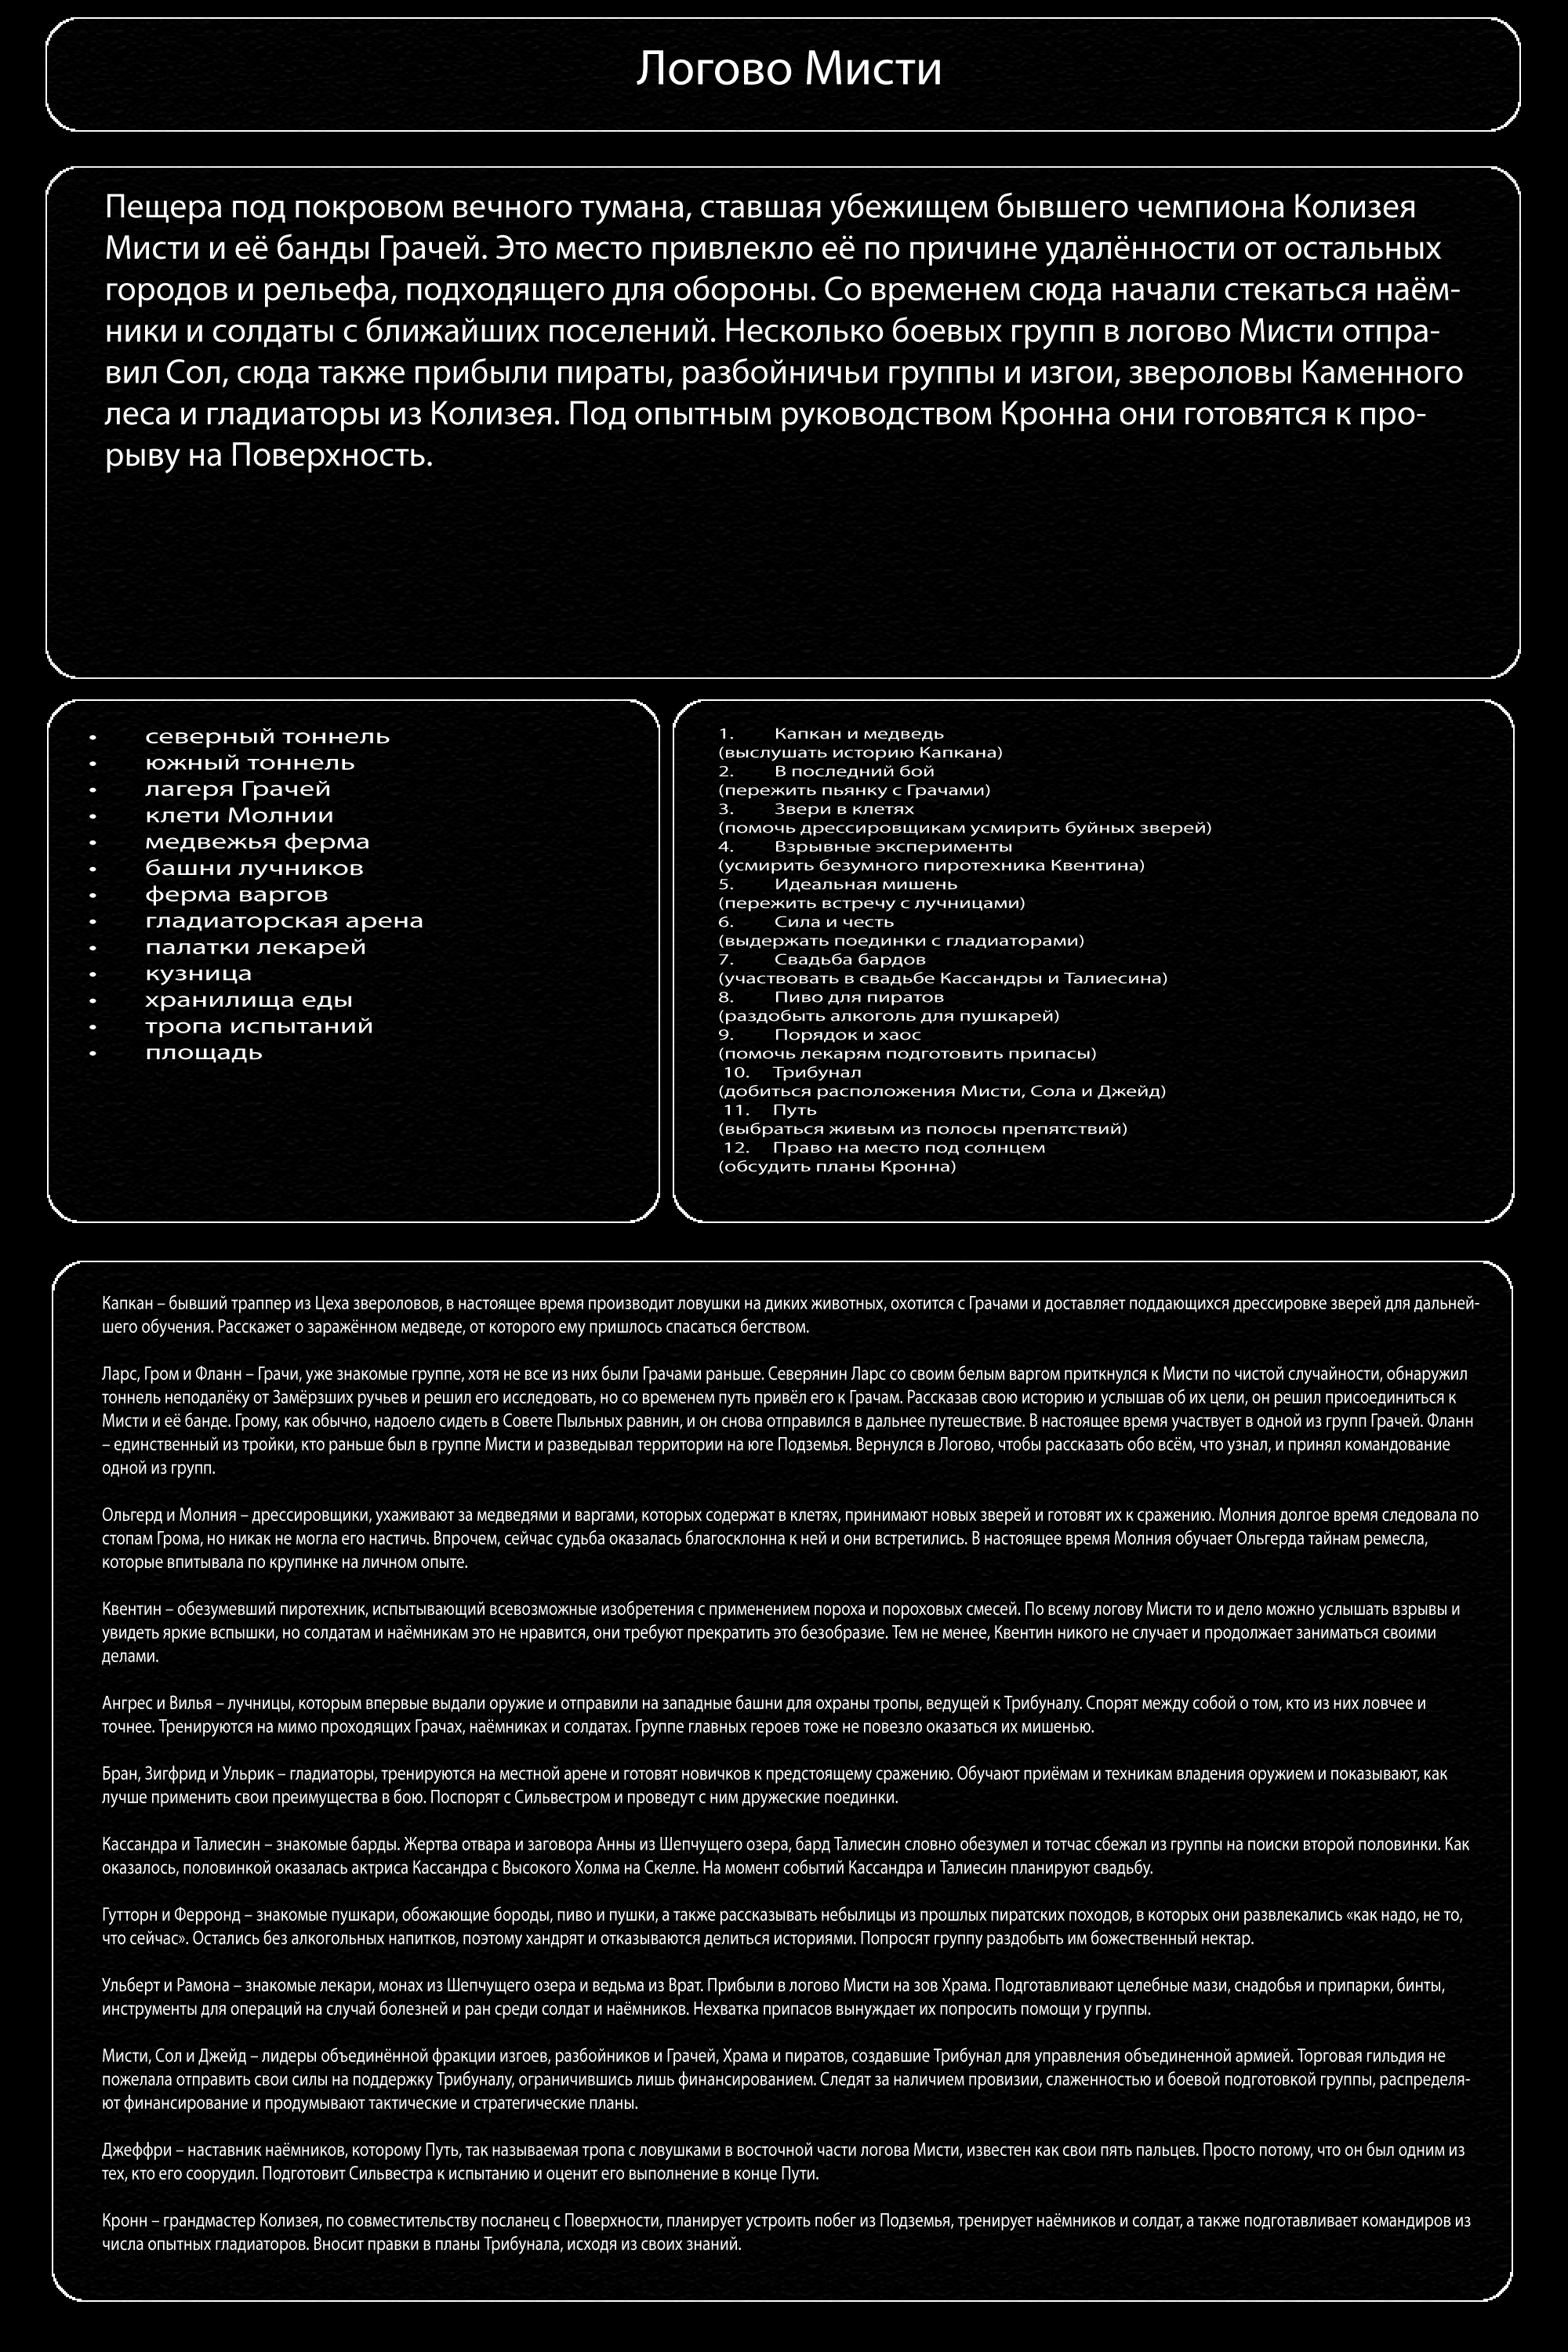 Логово Мисти
Пещера под покровом вечного тумана, ставшая убежищем бывшего чемпиона Колизея
Мисти и её банды Грачей. Это место привлекло её по причине удалённости от остальных
городов и рельефа, подходящего для обороны. Со временем сюда начали стекаться наём-
ники и солдаты с ближайших поселений. Несколько боевых групп в логово Мисти отпра-
вил Сол, сюда также прибыли пираты, разбойничьи группы и изгои, звероловы Каменного
леса и гладиаторы из Колизея. Под опытным руководством Кронна они готовятся к про-
рыву на Поверхность.
• северный тоннель
• южный тоннель
• лагеря Грачей
• клети Молнии
• медвежья ферма
• башни лучников
• ферма варгов
• гладиаторская арена
• палатки лекарей
• кузница
• хранилища еды
• тропа испытаний
• площадь
1. Капкан и медведь
(выслушать историю Капкана)
2. В последний бой
(пережить пьянку с Грачами)
3. Звери в клетях
(помочь дрессировщикам усмирить буйных зверей)
4. Взрывные эксперименты
(усмирить безумного пиротехника Квентина)
5. Идеальная мишень
(пережить встречу с лучницами)
6. Сила и честь
(выдержать поединки с гладиаторами)
7. Свадьба бардов
(участвовать в свадьбе Кассандры и Талиесина)
8. Пиво для пиратов
(раздобыть алкоголь для пушкарей)
9. Порядок и хаос
(помочь лекарям подготовить припасы)
10. Трибунал
(добиться расположения Мисти, Сола и Джейд)
11. Путь
(выбраться живым из полосы препятствий)
12. Право на место под солнцем
(обсудить планы Кронна)
Капкан – бывший траппер из Цеха звероловов, в настоящее время производит ловушки на диких животных, охотится с Грачами и доставляет поддающихся дрессировке зверей для дальней-
шего обучения. Расскажет о заражённом медведе, от которого ему пришлось спасаться бегством.
Ларс, Гром и Фланн – Грачи, уже знакомые группе, хотя не все из них были Грачами раньше. Северянин Ларс со своим белым варгом приткнулся к Мисти по чистой случайности, обнаружил
тоннель неподалёку от Замёрзших ручьев и решил его исследовать, но со временем путь привёл его к Грачам. Рассказав свою историю и услышав об их цели, он решил присоединиться к
Мисти и её банде. Грому, как обычно, надоело сидеть в Совете Пыльных равнин, и он снова отправился в дальнее путешествие. В настоящее время участвует в одной из групп Грачей. Фланн
– единственный из тройки, кто раньше был в группе Мисти и разведывал территории на юге Подземья. Вернулся в Логово, чтобы рассказать обо всём, что узнал, и принял командование
одной из групп.
Ольгерд и Молния – дрессировщики, ухаживают за медведями и варгами, которых содержат в клетях, принимают новых зверей и готовят их к сражению. Молния долгое время следовала по
стопам Грома, но никак не могла его настичь. Впрочем, сейчас судьба оказалась благосклонна к ней и они встретились. В настоящее время Молния обучает Ольгерда тайнам ремесла,
которые впитывала по крупинке на личном опыте.
Квентин – обезумевший пиротехник, испытывающий всевозможные изобретения с применением пороха и пороховых смесей. По всему логову Мисти то и дело можно услышать взрывы и
увидеть яркие вспышки, но солдатам и наёмникам это не нравится, они требуют прекратить это безобразие. Тем не менее, Квентин никого не случает и продолжает заниматься своими
делами.
Ангрес и Вилья – лучницы, которым впервые выдали оружие и отправили на западные башни для охраны тропы, ведущей к Трибуналу. Спорят между собой о том, кто из них ловчее и
точнее. Тренируются на мимо проходящих Грачах, наёмниках и солдатах. Группе главных героев тоже не повезло оказаться их мишенью.
Бран, Зигфрид и Ульрик – гладиаторы, тренируются на местной арене и готовят новичков к предстоящему сражению. Обучают приёмам и техникам владения оружием и показывают, как
лучше применить свои преимущества в бою. Поспорят с Сильвестром и проведут с ним дружеские поединки.
Кассандра и Талиесин – знакомые барды. Жертва отвара и заговора Анны из Шепчущего озера, бард Талиесин словно обезумел и тотчас сбежал из группы на поиски второй половинки. Как
оказалось, половинкой оказалась актриса Кассандра с Высокого Холма на Скелле. На момент событий Кассандра и Талиесин планируют свадьбу.
Гутторн и Ферронд – знакомые пушкари, обожающие бороды, пиво и пушки, а также рассказывать небылицы из прошлых пиратских походов, в которых они развлекались «как надо, не то,
что сейчас». Остались без алкогольных напитков, поэтому хандрят и отказываются делиться историями. Попросят группу раздобыть им божественный нектар.
Ульберт и Рамона – знакомые лекари, монах из Шепчущего озера и ведьма из Врат. Прибыли в логово Мисти на зов Храма. Подготавливают целебные мази, снадобья и припарки, бинты,
инструменты для операций на случай болезней и ран среди солдат и наёмников. Нехватка припасов вынуждает их попросить помощи у группы.
Мисти, Сол и Джейд – лидеры объединённой фракции изгоев, разбойников и Грачей, Храма и пиратов, создавшие Трибунал для управления объединенной армией. Торговая гильдия не
пожелала отправить свои силы на поддержку Трибуналу, ограничившись лишь финансированием. Следят за наличием провизии, слаженностью и боевой подготовкой группы, распределя-
ют финансирование и продумывают тактические и стратегические планы.
Джеффри – наставник наёмников, которому Путь, так называемая тропа с ловушками в восточной части логова Мисти, известен как свои пять пальцев. Просто потому, что он был одним из
тех, кто его соорудил. Подготовит Сильвестра к испытанию и оценит его выполнение в конце Пути.
Кронн – грандмастер Колизея, по совместительству посланец с Поверхности, планирует устроить побег из Подземья, тренирует наёмников и солдат, а также подготавливает командиров из
числа опытных гладиаторов. Вносит правки в планы Трибунала, исходя из своих знаний.